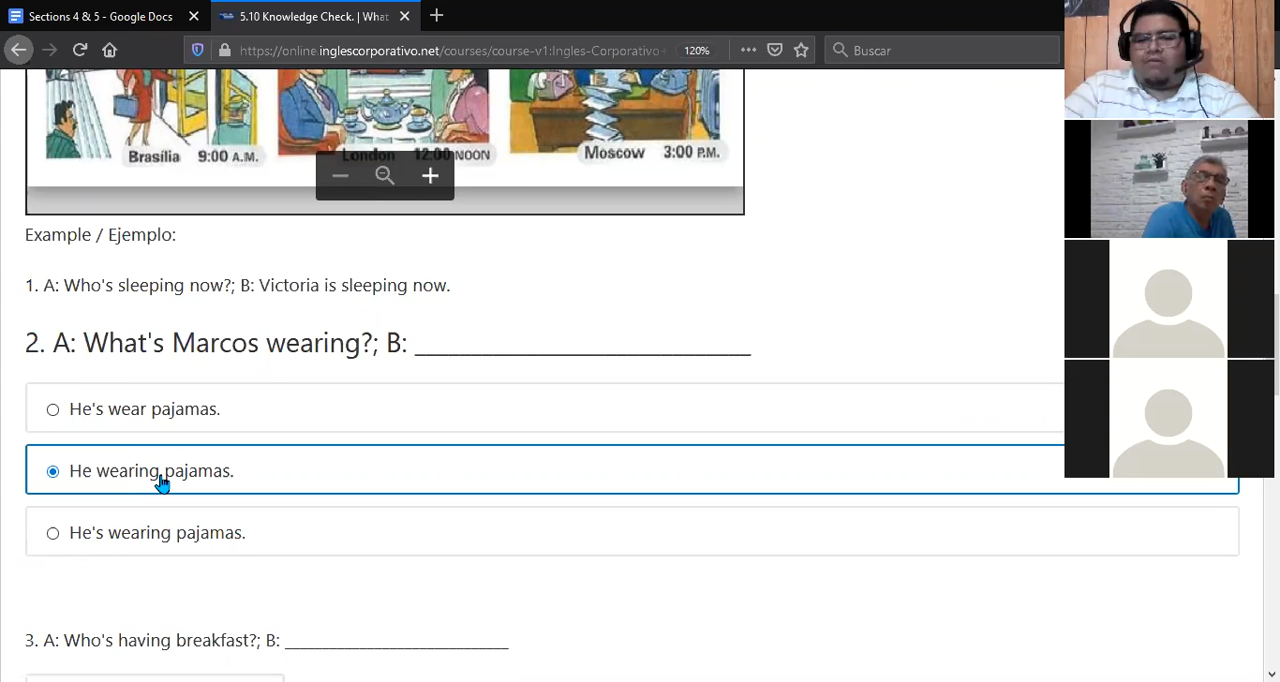 Sections 4 & 5 - Google Docs
5.10 Knowledge Check. | What
https://online.inglescorporativo.net/courses/course-v1:Ingles-Corporativo
120%
Buscar
Brasília 9:00 A.M.
London 12:00 NOON
Moscow 3:00 P.M.
Example / Ejemplo:
1. A: Who's sleeping now?; B: Victoria is sleeping now.
2. A: What's Marcos wearing?; B: ____________________________
He's wear pajamas.
He wearing pajamas.
He's wearing pajamas.
3. A: Who's having breakfast?; B: _________________________